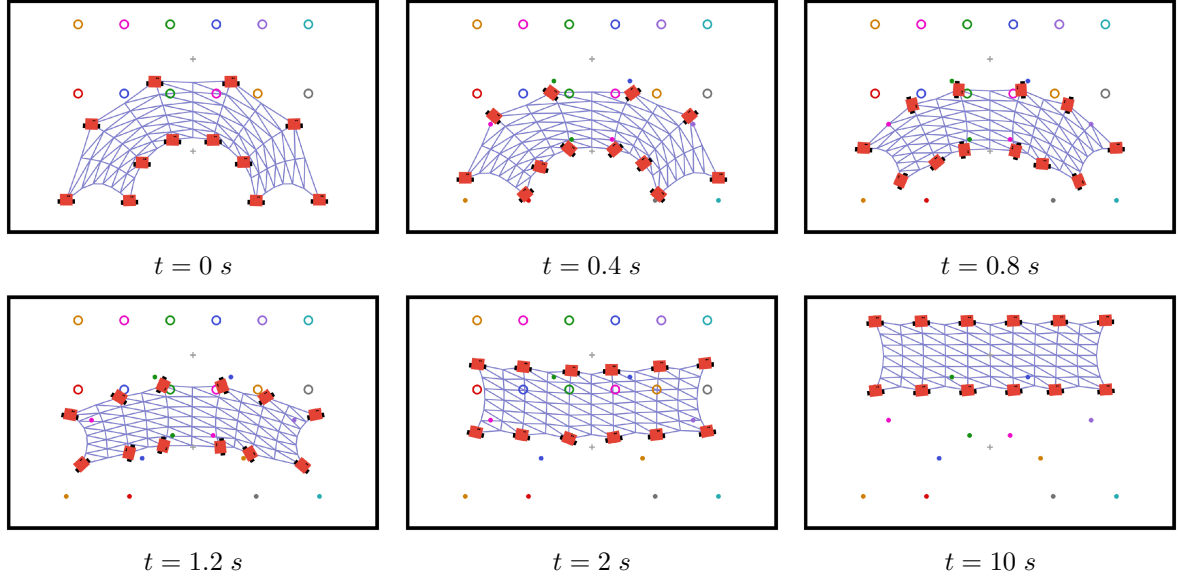 t = 0 s
t = 0.4 s
t = 0.8 s
t = 1.2 s
t = 2 s
t = 10 s